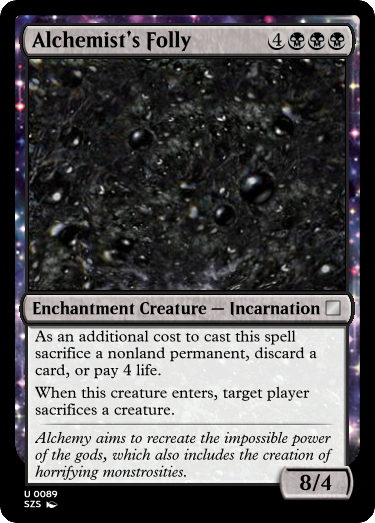 Alchemist's Folly 4
Enchantment Creature — Incarnation
As an additional cost to cast this spell
sacrifice a nonland permanent, discard a
card, or pay 4 life.
When this creature enters, target player
sacrifices a creature.
Alchemy aims to recreate the impossible power
of the gods, which also includes the creation of
horrifying monstrosities.
8/4
U 0089
SZS